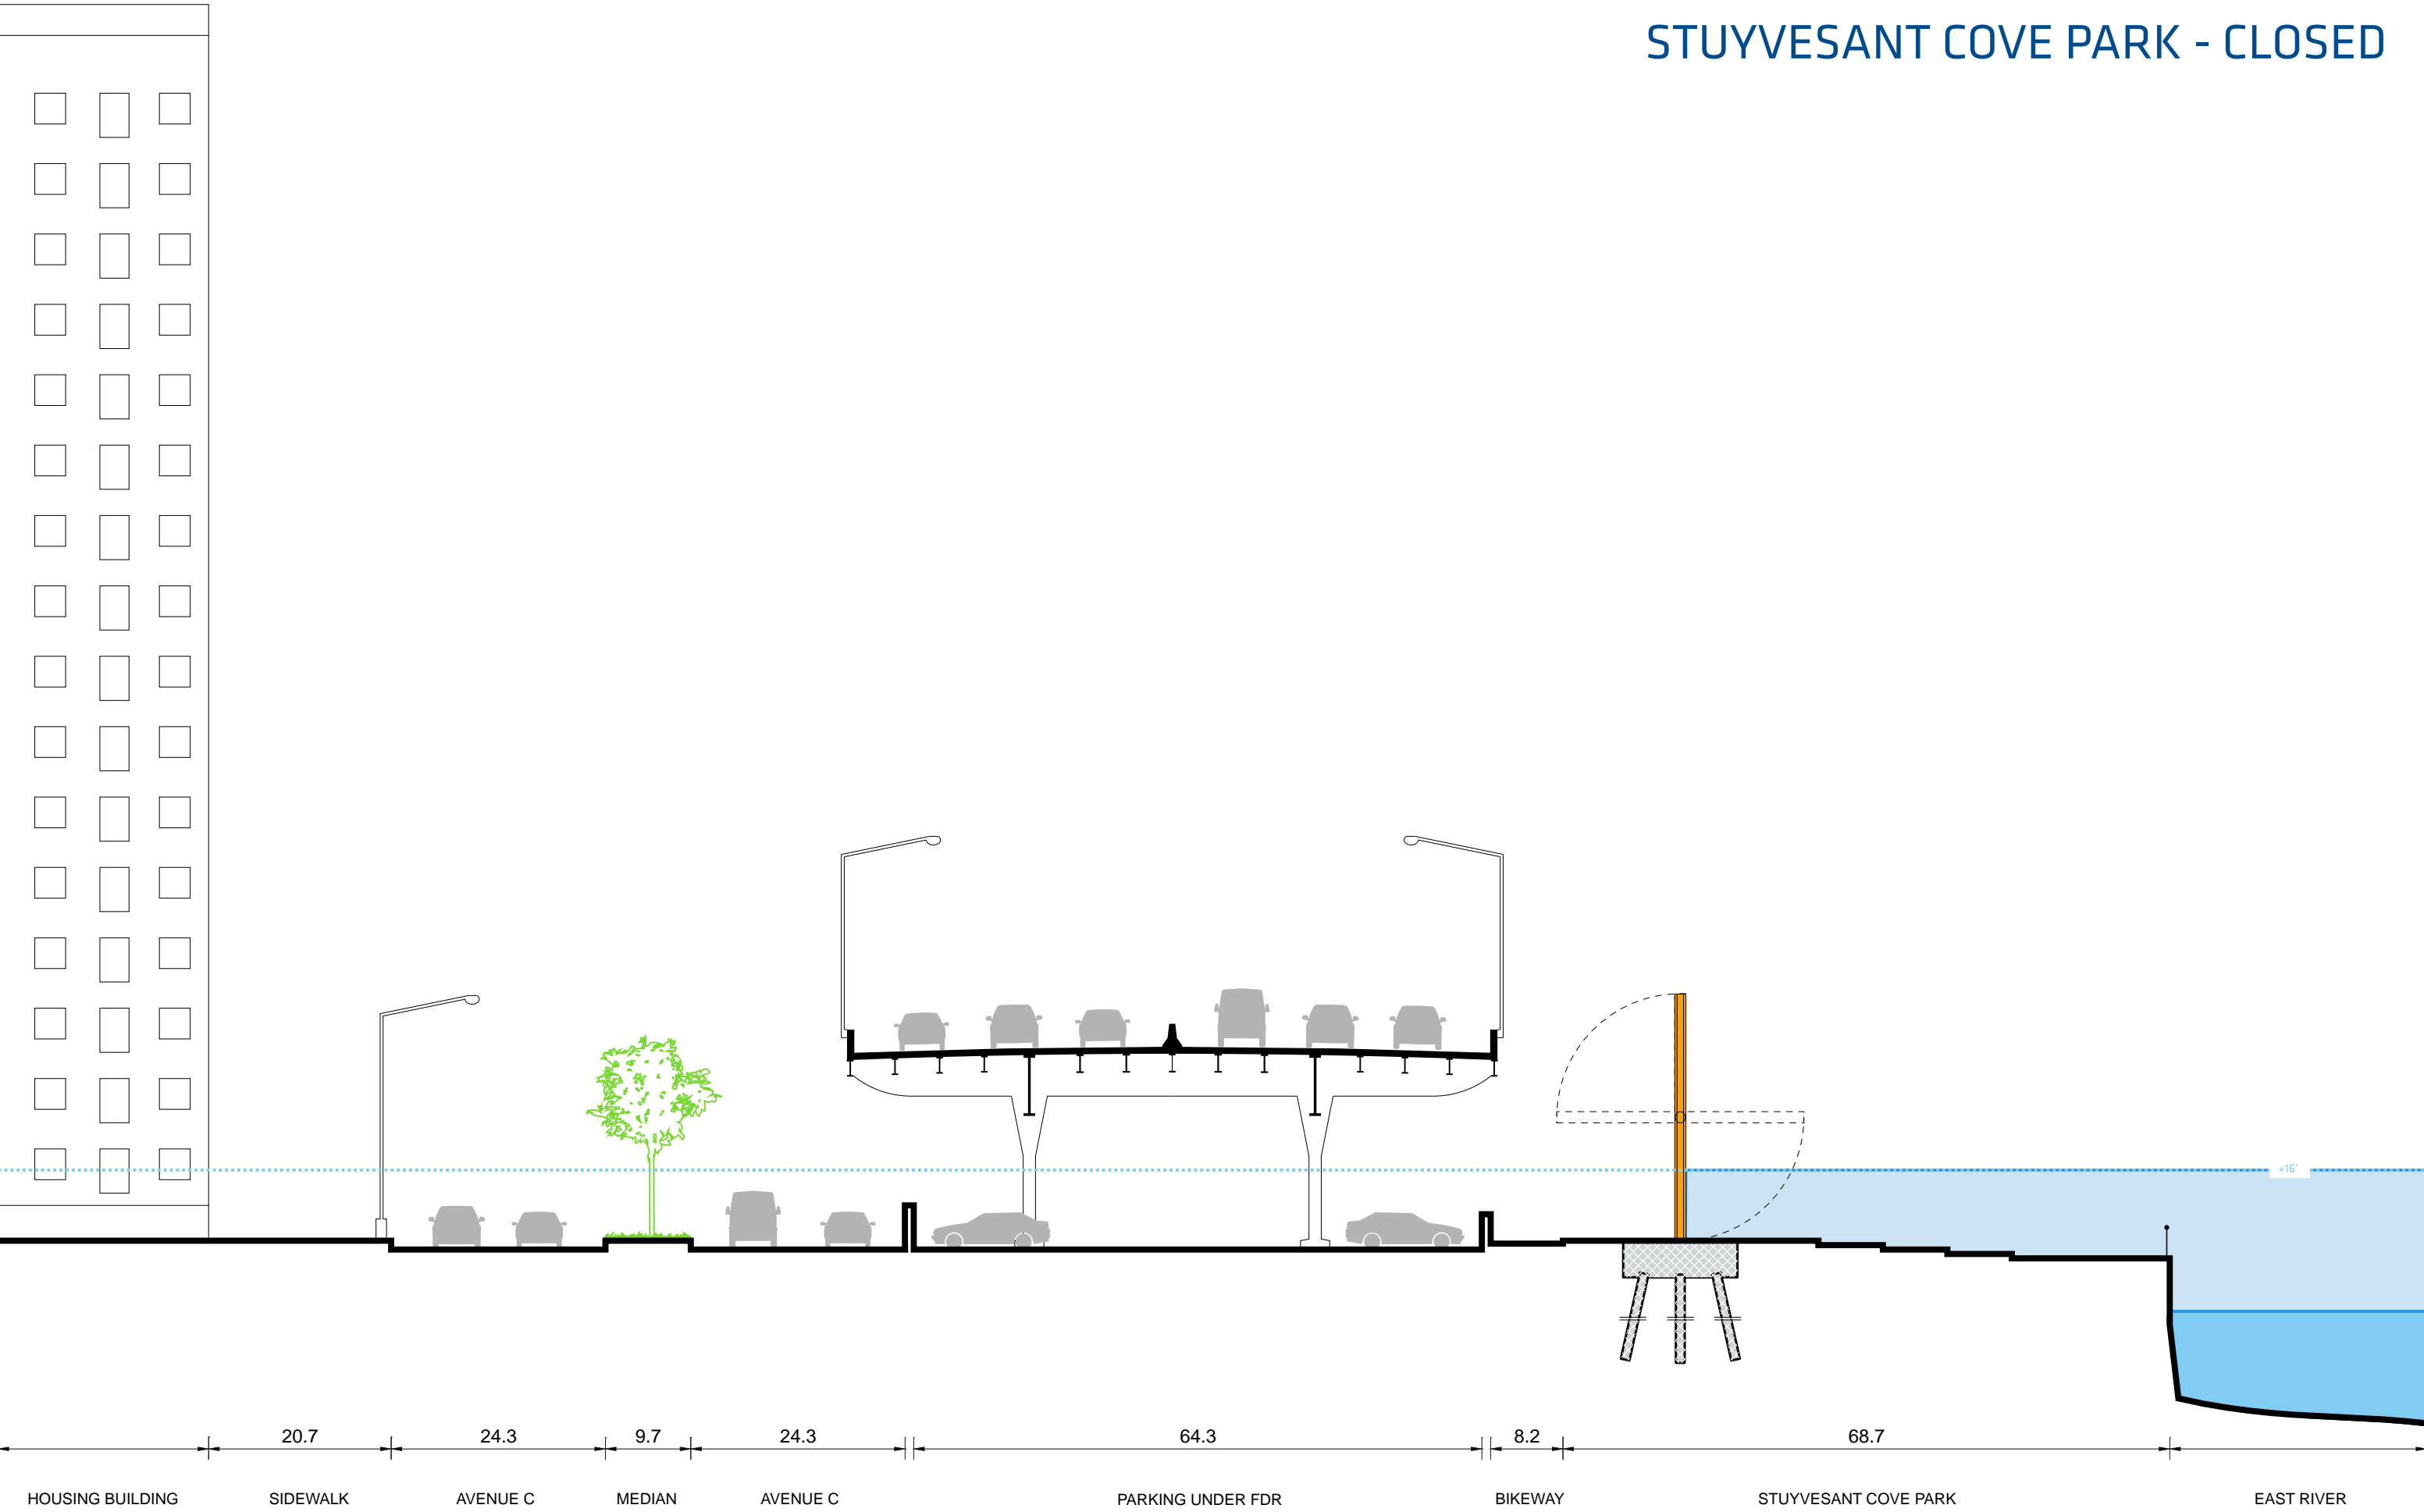 STUYVESANT COVE PARK - CLOSED
+16'
20.7 24.3 9.7 24.3 64.3 8.2 68.7
HOUSING BUILDING SIDEWALK AVENUE C MEDIAN AVENUE C PARKING UNDER FDR BIKEWAY STUYVESANT COVE PARK EAST RIVER